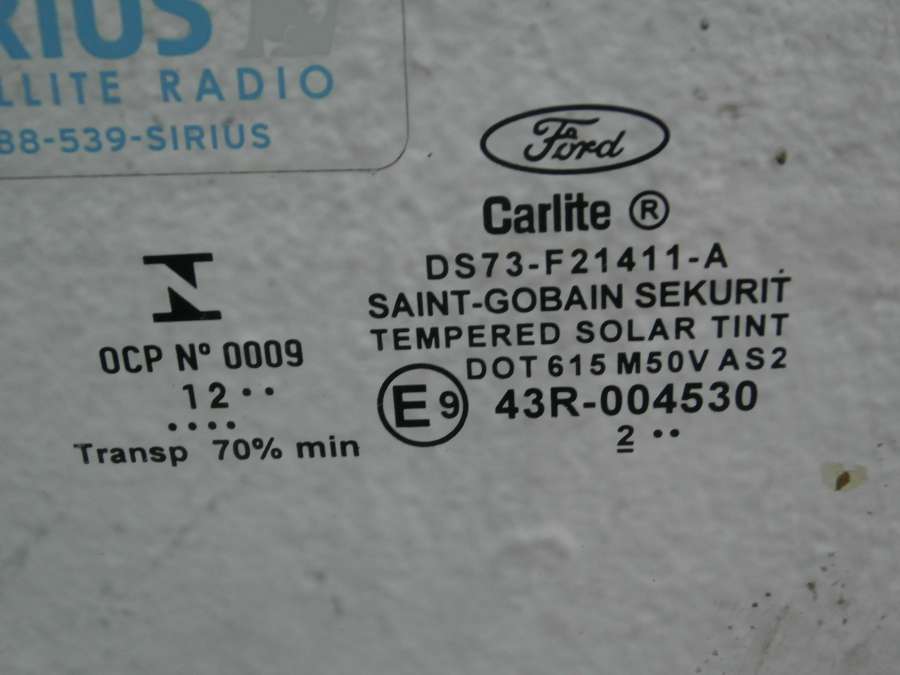 RIUS
LLITE RADIO
88-539-SIRIUS
Ford
Carlite ®
DS73-F21411-A
SAINT-GOBAIN SEKURIT
TEMPERED SOLAR TINT
DOT 615 M50V AS2
E9 43R-004530
2 ..
OCP Nº 0009
12 ..
....
Transp 70% min